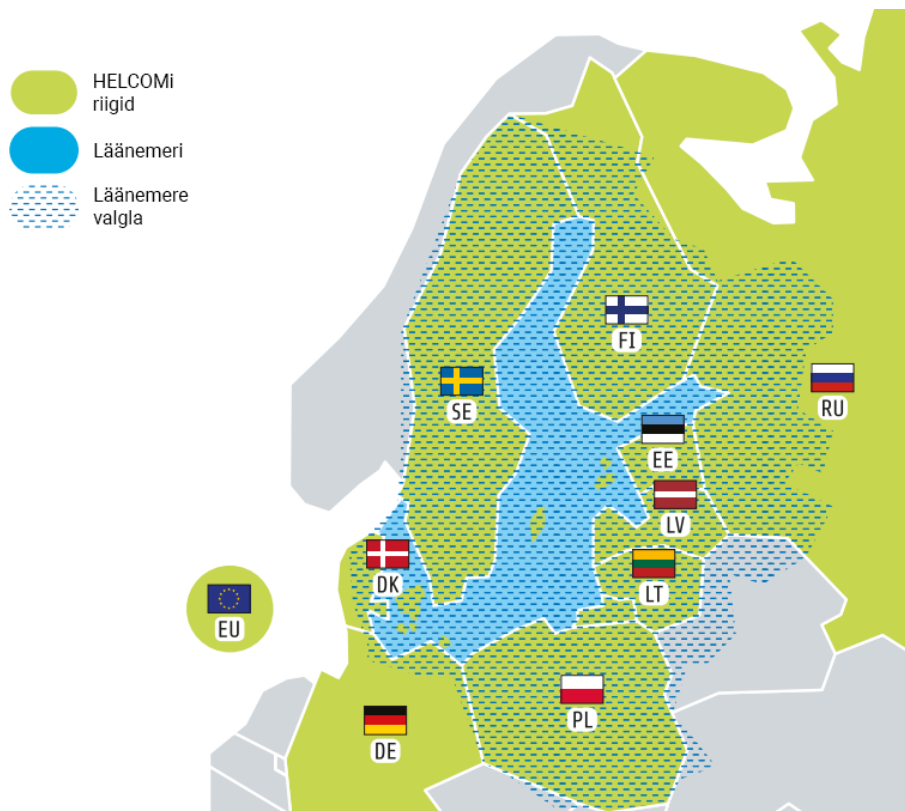 HELCOMi
riigid
Läänemeri
Läänemere
valgla
FI
SE
RU
EE
LV
DK
LT
EU
PL
DE